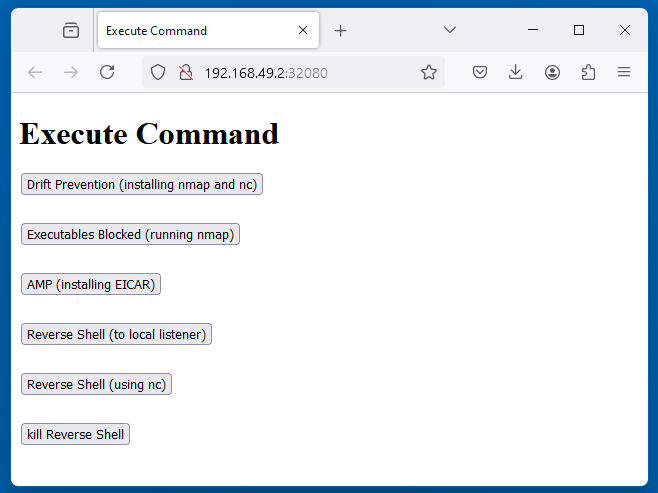 Execute Command
192.168.49.2:32080
Execute Command
Drift Prevention (installing nmap and nc)
Executables Blocked (running nmap)
AMP (installing EICAR)
Reverse Shell (to local listener)
Reverse Shell (using nc)
kill Reverse Shell